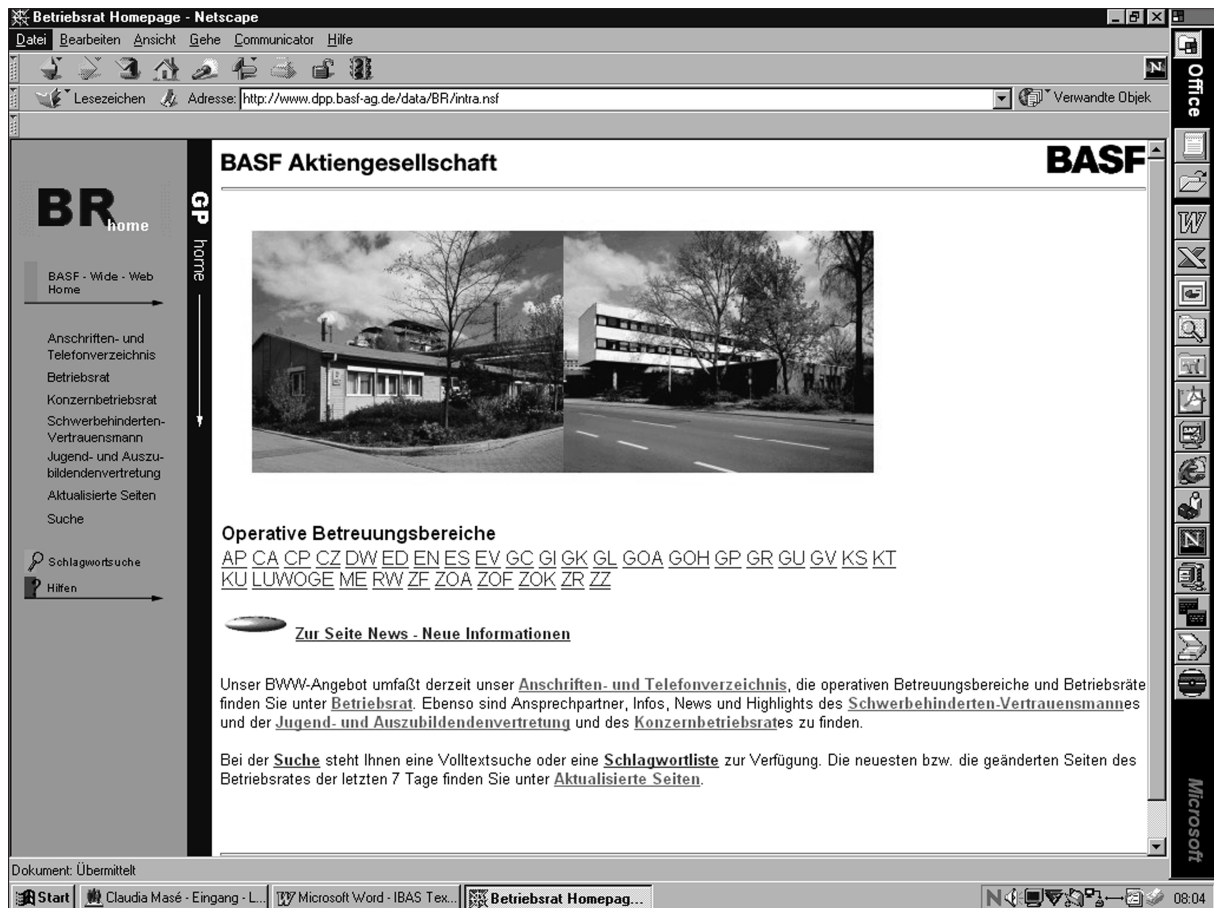 Betriebsrat Homepage - Netscape
Datei Bearbeiten Ansicht Gehe Communicator Hilfe
N
Lesezeichen Adresse: http://www.dpp.basf-ag.de/data/BR/intra.nsf Verwandte Objek
BR home
BASF - Wide - Web
Home
Anschriften- und
Telefonverzeichnis
Betriebsrat
Konzernbetriebsrat
Schwerbehinderten-
Vertrauensmann
Jugend- und Auszu-
bildendenvertretung
Aktualisierte Seiten
Suche
Schlagwortsuche
Hilfen
GP home
BASF Aktiengesellschaft
BASF
Operative Betreuungsbereiche
AP CA CP CZ DW ED EN ES EV GC GI GK GL GOA GOH GP GR GU GV KS KT
KU LUWOGE ME RW ZF ZOA ZOF ZOK ZR ZZ
Zur Seite News - Neue Informationen
Unser BWW-Angebot umfaßt derzeit unser Anschriften- und Telefonverzeichnis, die operativen Betreuungsbereiche und Betriebsräte
finden Sie unter Betriebsrat. Ebenso sind Ansprechpartner, Infos, News und Highlights des Schwerbehinderten-Vertrauensmannes
und der Jugend- und Auszubildendenvertretung und des Konzernbetriebsrates zu finden.
Bei der Suche steht Ihnen eine Volltextsuche oder eine Schlagwortliste zur Verfügung. Die neuesten bzw. die geänderten Seiten des
Betriebsrates der letzten 7 Tage finden Sie unter Aktualisierte Seiten.
Office
Microsoft
Dokument: Übermittelt
Start Claudia Masé - Eingang - L... Microsoft Word - IBAS Tex... Betriebsrat Homepag... 08:04